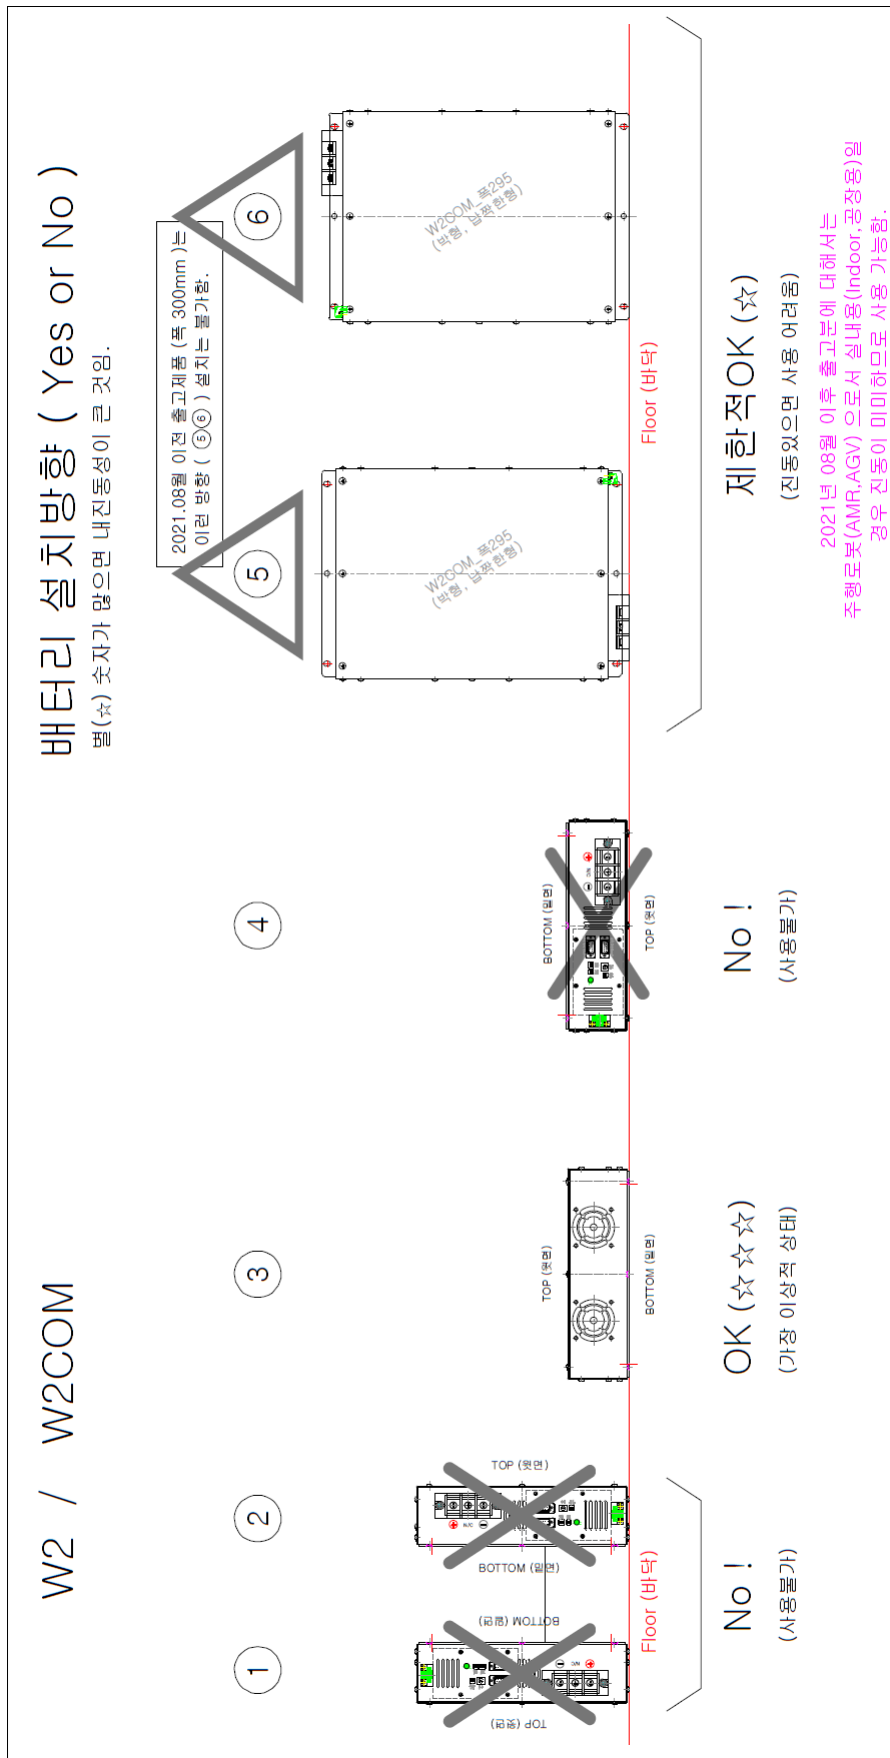 W2 / W2COM
배터리 설치방향 ( Yes or No )
별(☆) 숫자가 많으면 내진동성이 큰 것임.
2021.08월 이전 출고제품 (폭 300mm )는
이런 방향 ( ⑤⑥ ) 설치는 불가함.
1
2
3
4
5
6
TOP (윗면)
BOTTOM (밑면)
N/C
BOTTOM (밑면)
TOP (윗면)
N/C
TOP (윗면)
BOTTOM (밑면)
BOTTOM (밑면)
TOP (윗면)
N/C
W2COM_폭295
(박형, 납짝한형)
W2COM_폭295
(박형, 납짝한형)
Floor (바닥)
Floor (바닥)
No !
(사용불가)
OK (☆☆☆)
(가장 이상적 상태)
No !
(사용불가)
제한적OK (☆)
(진동있으면 사용 어려움)
2021년 08월 이후 출고분에 대해서는
주행로봇(AMR,AGV) 으로서 실내용(Indoor,공장용)일
경우 진동이 미미하므로 사용 가능함.